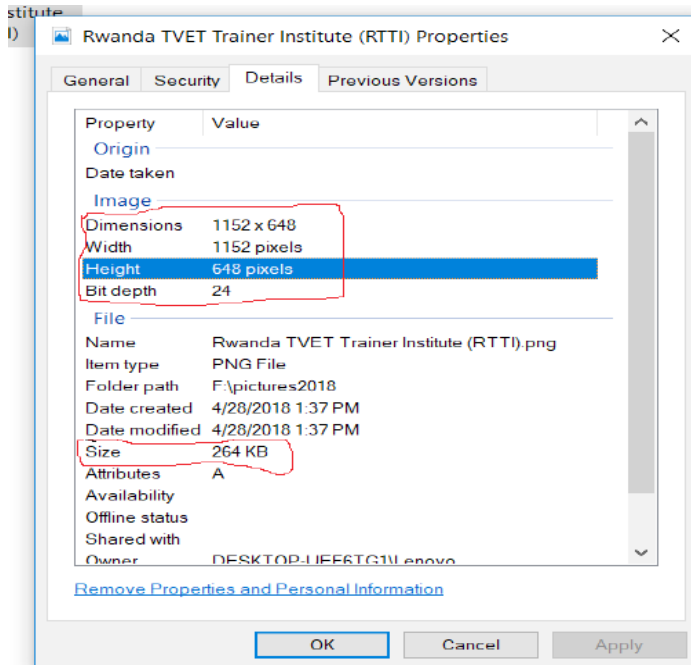 stitute
I)
Rwanda TVET Trainer Institute (RTTI) Properties
General Security Details Previous Versions
Property Value
Origin
Date taken
Image
Dimensions 1152 x 648
Width 1152 pixels
Height 648 pixels
Bit depth 24
File
Name Rwanda TVET Trainer Institute (RTTI).png
Item type PNG File
Folder path F:\pictures2018
Date created 4/28/2018 1:37 PM
Date modified 4/28/2018 1:37 PM
Size 264 KB
Attributes A
Availability
Offline status
Shared with
Owner
Remove Properties and Personal Information
OK Cancel Apply